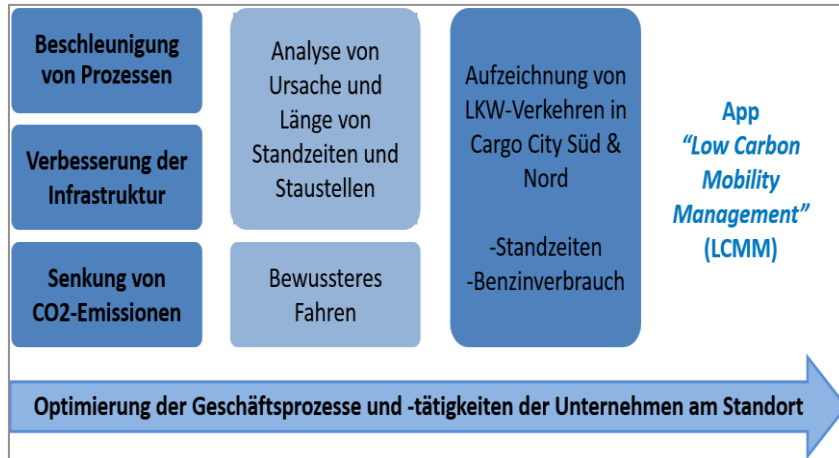 Beschleunigung
von Prozessen
Verbesserung der
Infrastruktur
Senkung von
CO2-Emissionen
Analyse von
Ursache und
Länge von
Standzeiten und
Staustellen
Bewussteres
Fahren
Aufzeichnung von
LKW-Verkehren in
Cargo City Süd &
Nord
-Standzeiten
-Benzinverbrauch
App
“Low Carbon
Mobility
Management”
(LCMM)
Optimierung der Geschäftsprozesse und -tätigkeiten der Unternehmen am Standort